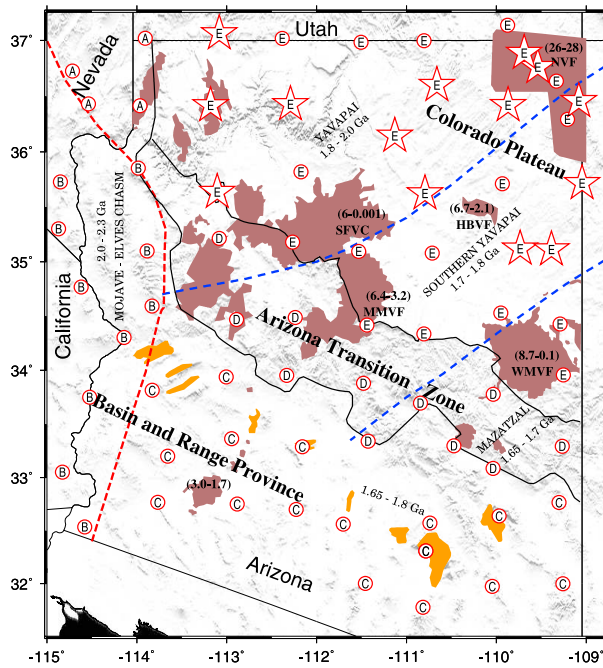 Utah
37°
36°
35°
34°
33°
32°
-115
-114
-113
-112
-111
-110
-109
Nevada
California
Arizona
(26-28)
NVF
YAVAPAI
1.8 - 2.0 Ga
Colorado Plateau
2.0 - 2.3 Ga
MOJAVE - ELVES CHASM
(6-0.001)
SFVC
(6.7-2.1)
HBVF
SOUTHERN YAVAPAI
1.7 - 1.8 Ga
(6.4-3.2)
MMVF
Arizona Transition Zone
(8.7-0.1)
WMVF
MAZATZAL
1.65 - 1.7 Ga
Basin and Range Province
(3.0-1.7)
1.65 - 1.8 Ga
A E E E E E
A E E E
A A E E E E E
E
B E
B E E E
B D E E
B B E E E E
B D D E E E E
B C C D D D D E
C C C D D D
B C C C C C C C
B C C
C C C
C